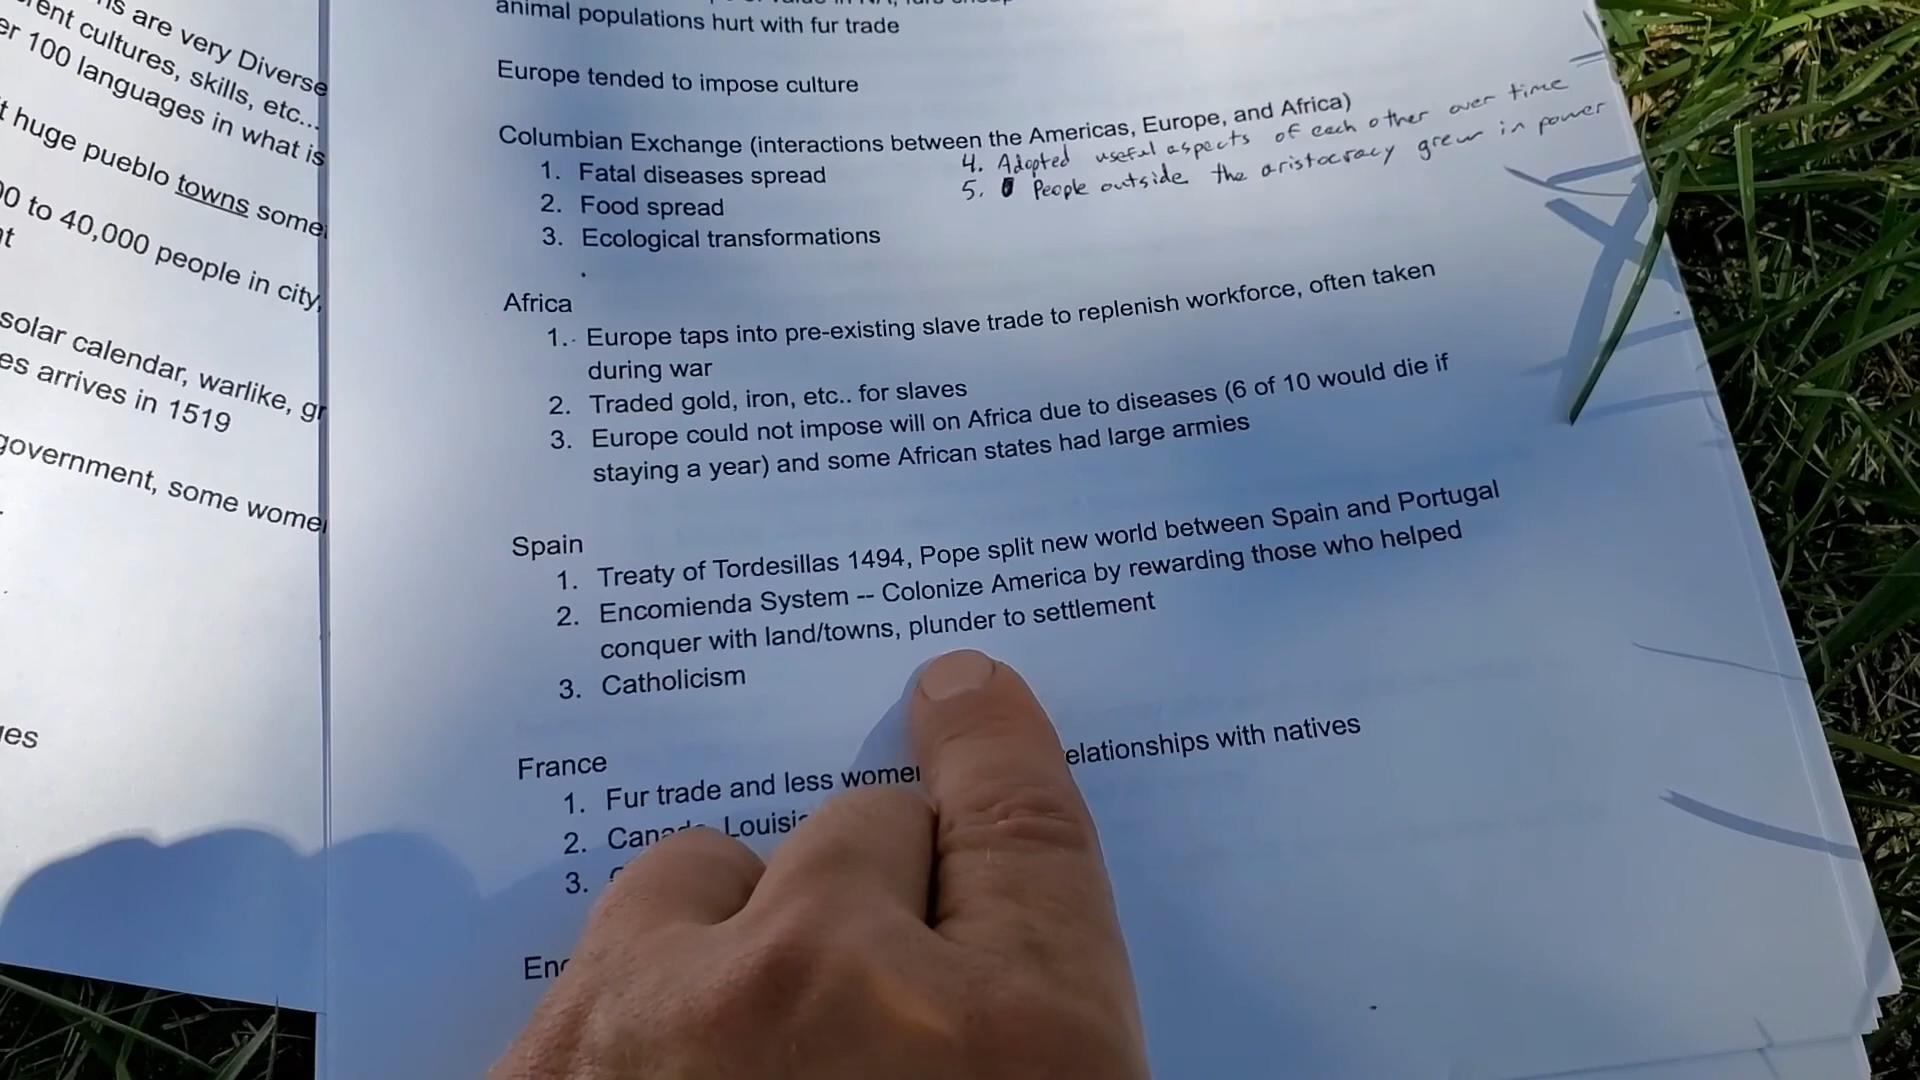 are very Diverse
cultures, skills, etc...
100 languages in what is
huge pueblo towns some
to 40,000 people in city,
solar calendar, warlike,
arrives in 1519
government, some
animal populations hurt with fur trade
Europe tended to impose culture
Columbian Exchange (interactions between the Americas, Europe, and Africa)
1. Fatal diseases spread
2. Food spread
3. Ecological transformations
4. Adopted useful aspects of each other over time
5. People outside the aristocracy grew in power
Africa
1. Europe taps into pre-existing slave trade to replenish workforce, often taken
during war
2. Traded gold, iron, etc.. for slaves
3. Europe could not impose will on Africa due to diseases (6 of 10 would die if
staying a year) and some African states had large armies
Spain
1. Treaty of Tordesillas 1494, Pope split new world between Spain and Portugal
2. Encomienda System -- Colonize America by rewarding those who helped
conquer with land/towns, plunder to settlement
3. Catholicism
France
1. Fur trade and less elationships with natives
2.
3.